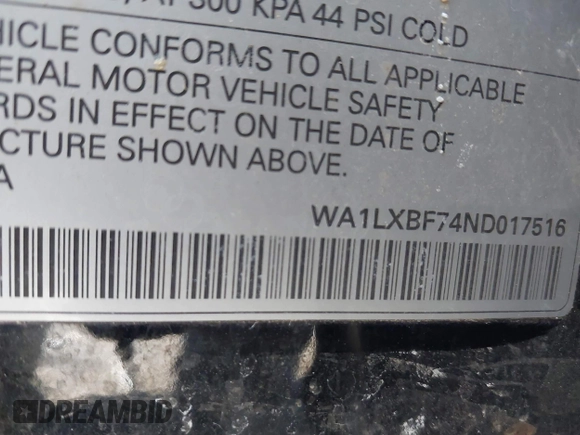 300 KPA 44 PSI COLD
HICLE CONFORMS TO ALL APPLICABLE
ERAL MOTOR VEHICLE SAFETY
RDS IN EFFECT ON THE DATE OF
CTURE SHOWN ABOVE.
A
WA1LXBF74ND017516
DREAMBID